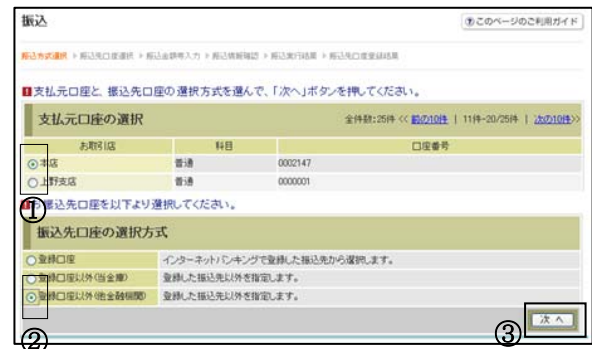 振込
このページのご利用ガイド
振込方式選択 > 振込先口座選択 > 振込金額等入力 > 振込情報確認 > 振込実行結果 > 振込先口座登録結果
支払元口座と、振込先口座の選択方式を選んで、「次へ」ボタンを押してください。
支払元口座の選択 全件数:25件 << 前の10件 | 11件-20/25件 | 次の10件>>
お取引店 科目 口座番号
本店 普通 0002147
上野支店 普通 0000001
① 振込先口座を以下より選択してください。
振込先口座の選択方式
登録口座 インターネットバンキングで登録した振込先から選択します。
登録口座以外(当金庫) 登録した振込先以外を指定します。
登録口座以外(他金融機関) 登録した振込先以外を指定します。
② ③ 次へ